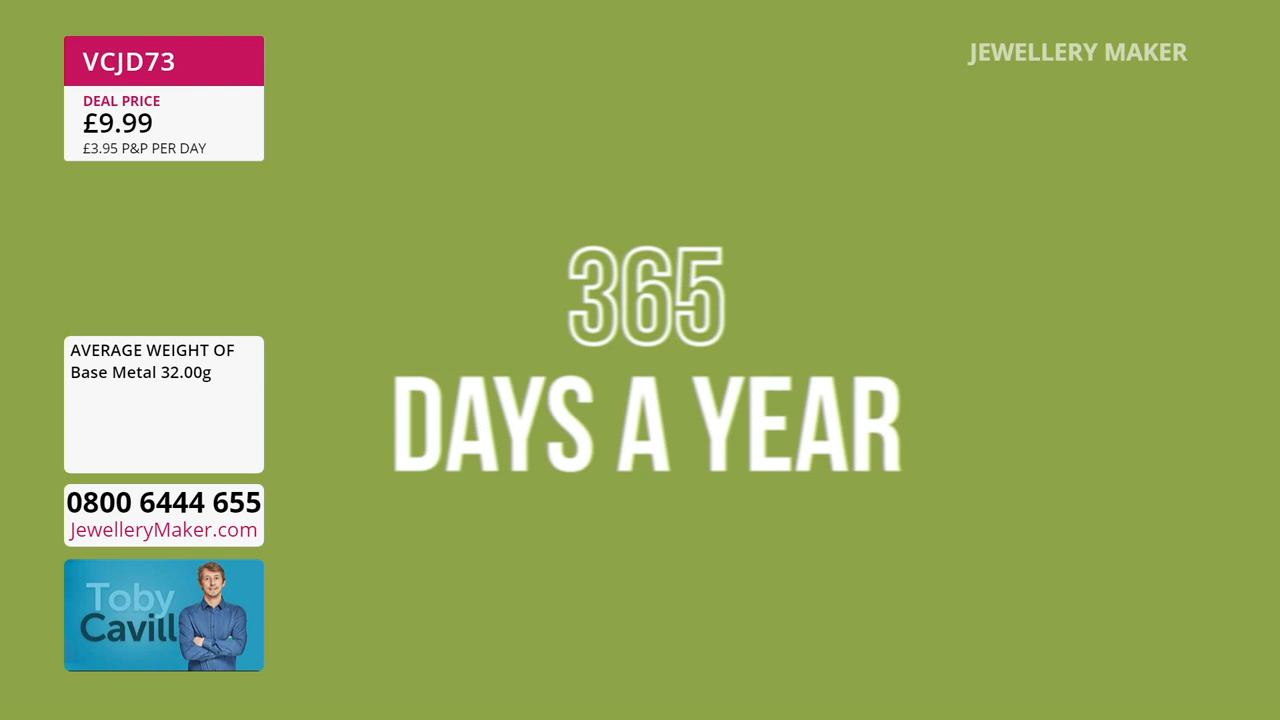 VCJD73
DEAL PRICE
£9.99
£3.95 P&P PER DAY
JEWELLERY MAKER
365
DAYS A YEAR
AVERAGE WEIGHT OF
Base Metal 32.00g
0800 6444 655
JewelleryMaker.com
Toby
Cavill